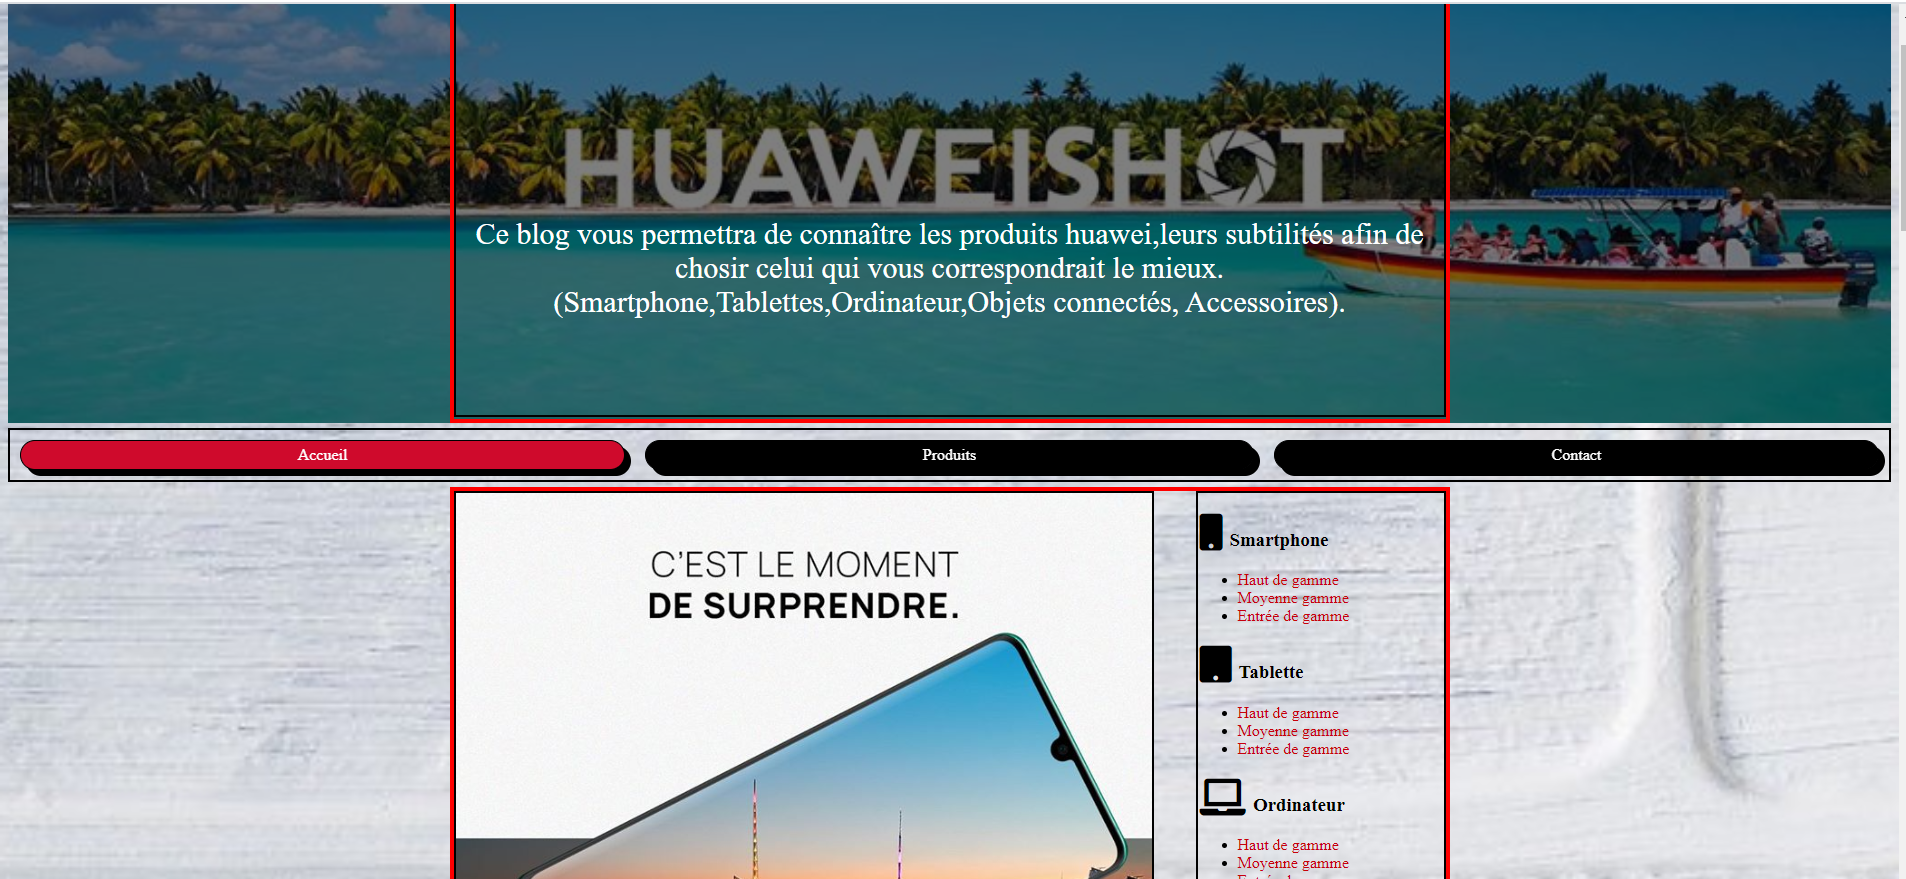 HUAWEISHOT
Ce blog vous permettra de connaître les produits huawei,leurs subtilités afin de
chosir celui qui vous correspondrait le mieux.
(Smartphone,Tablettes,Ordinateur,Objets connectés, Accessoires).
Accueil
Produits
Contact
C'EST LE MOMENT
DE SURPRENDRE.
Smartphone
Haut de gamme
Moyenne gamme
Entrée de gamme
Tablette
Haut de gamme
Moyenne gamme
Entrée de gamme
Ordinateur
Haut de gamme
Moyenne gamme